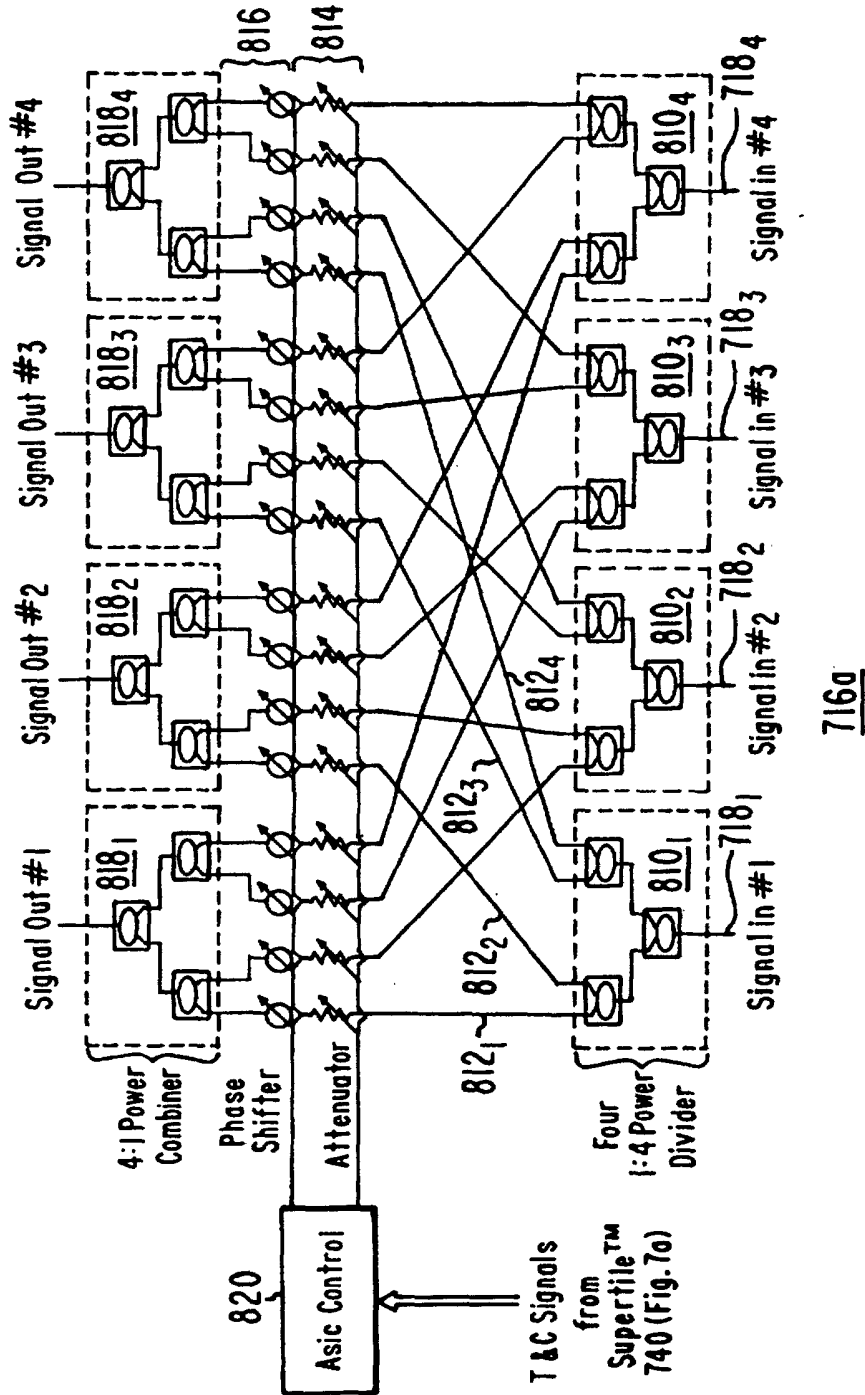 Signal Out #1
Signal Out #2
Signal Out #3
Signal Out #4
818₁
818₂
818₃
818₄
4:1 Power
Combiner
816
Phase
Shifter
814
Attenuator
820
Asic Control
T & C Signals
from
Supertile™
740 (Fig. 7a)
812₁
812₂
812₃
812₄
Four
1:4 Power
Divider
810₁
810₂
810₃
810₄
718₁
718₂
718₃
718₄
Signal in #1
Signal in #2
Signal in #3
Signal in #4
716a